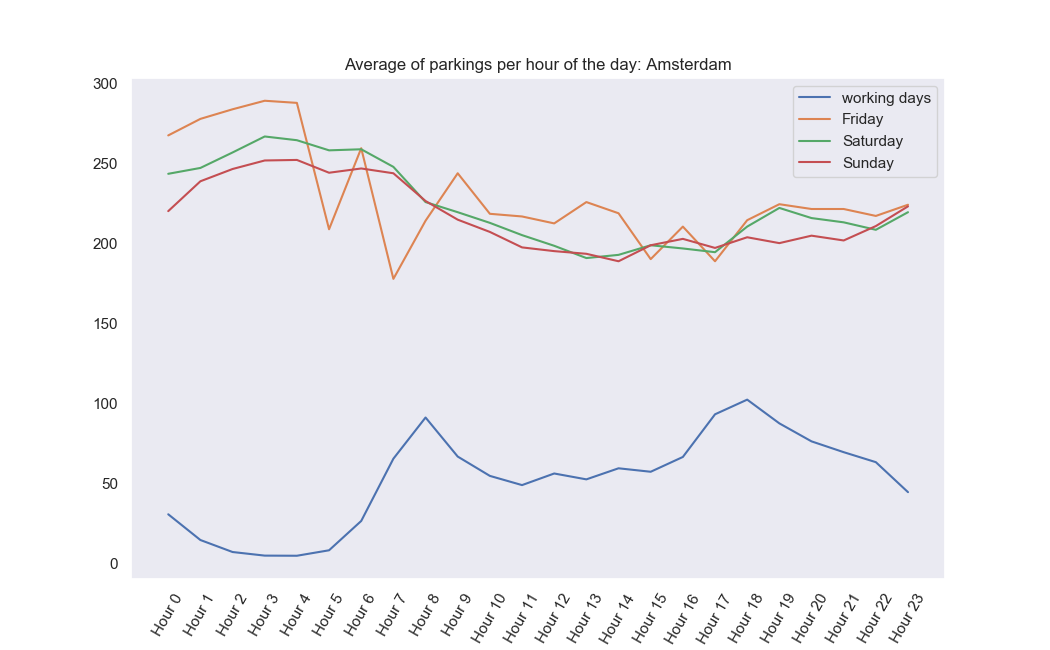 Average of parkings per hour of the day: Amsterdam
300
250
200
150
100
50
0
working days
Friday
Saturday
Sunday
Hour 0
Hour 1
Hour 2
Hour 3
Hour 4
Hour 5
Hour 6
Hour 7
Hour 8
Hour 9
Hour 10
Hour 11
Hour 12
Hour 13
Hour 14
Hour 15
Hour 16
Hour 17
Hour 18
Hour 19
Hour 20
Hour 21
Hour 22
Hour 23